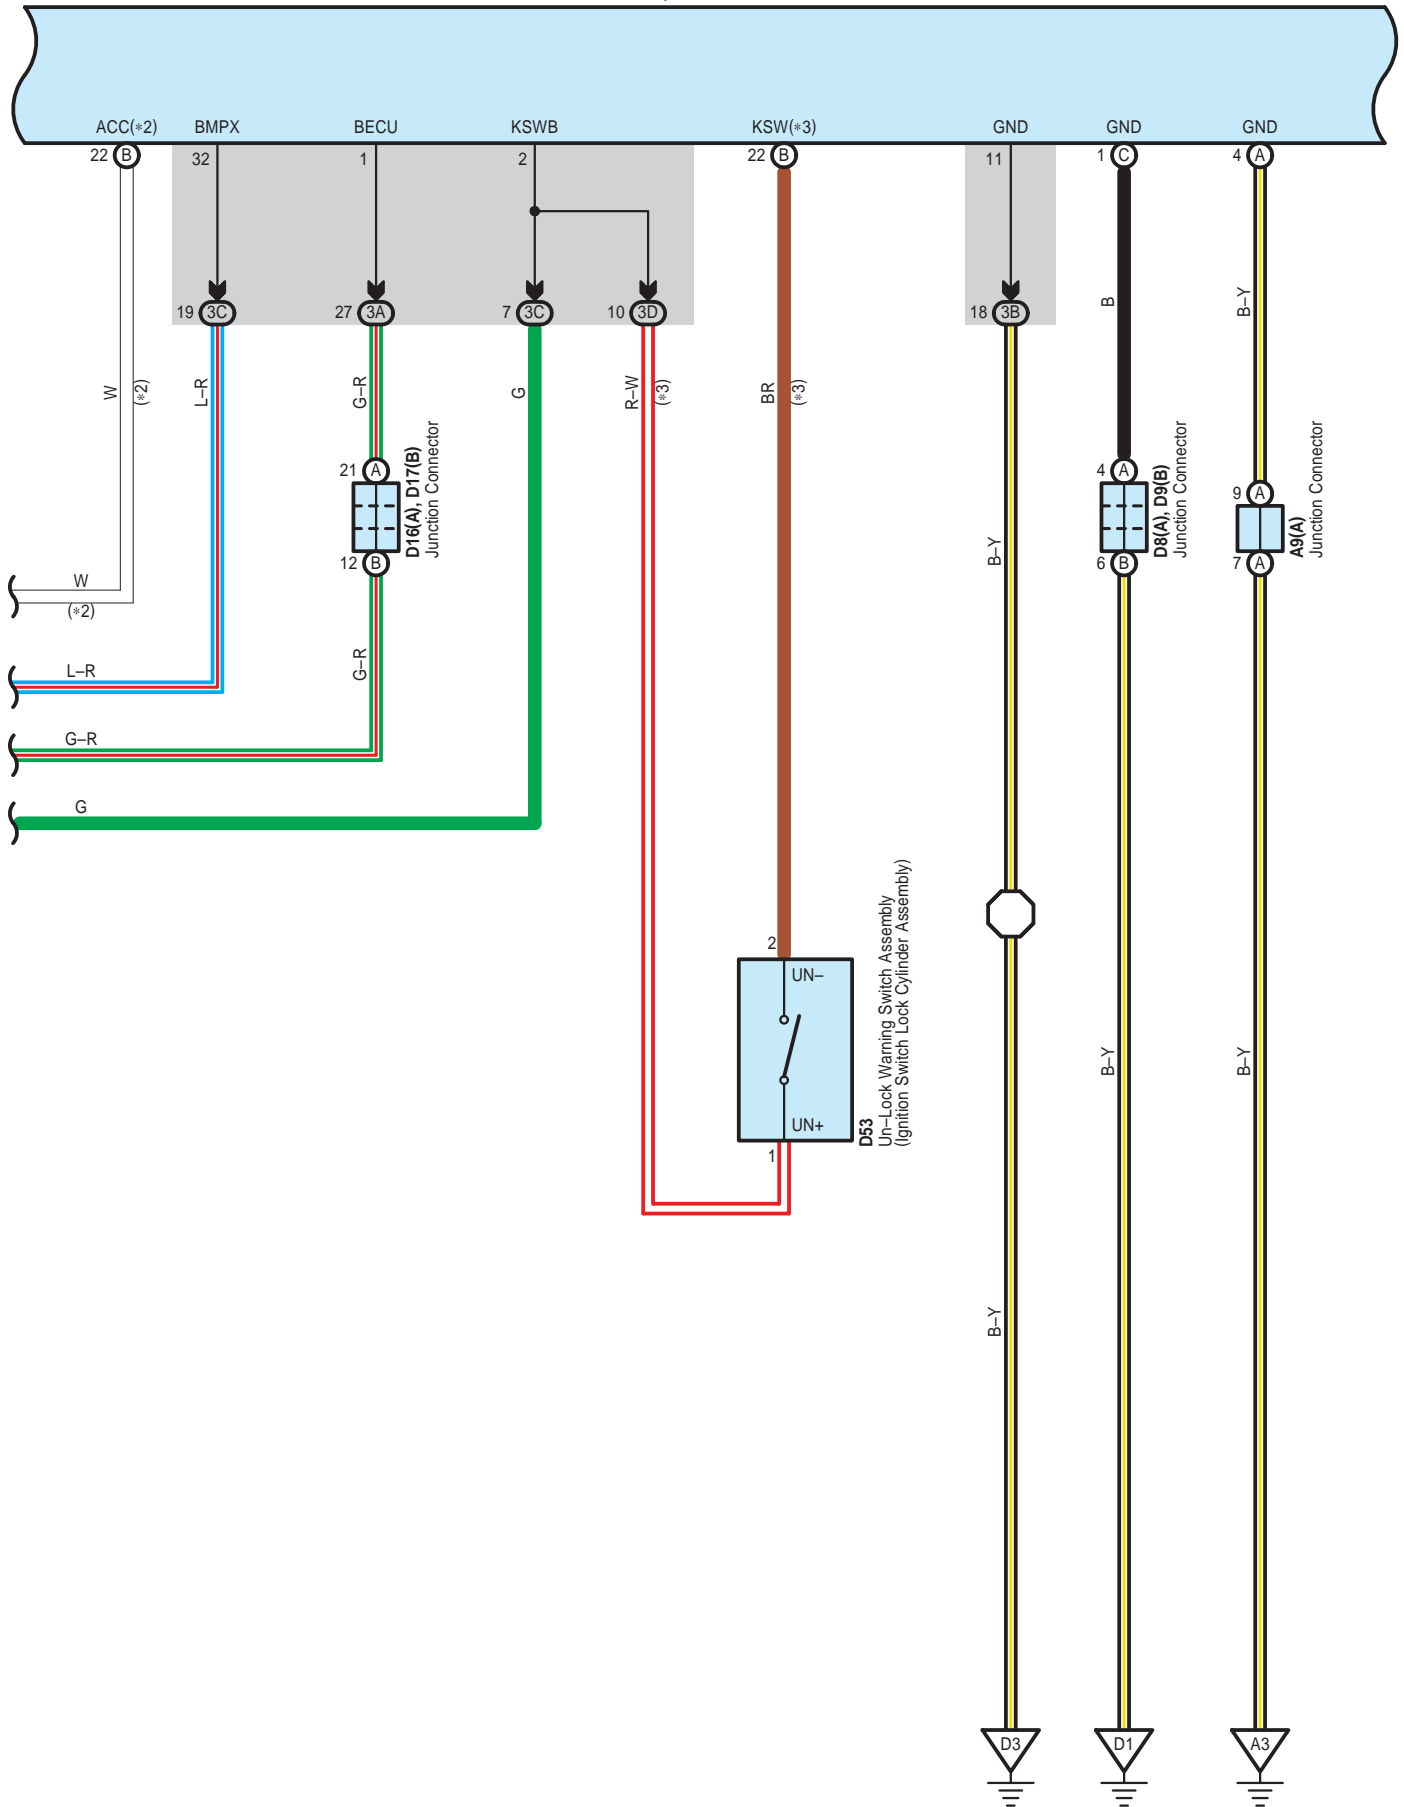 ACC(*2) BMPX BECU KSWB KSW(*3) GND GND GND
22 B 32 1 2 22 B 11 1 C 4 A
19 3C 27 3A 7 3C 10 3D 18 3B
W (*2)
L–R
G–R
G
R–W (*3)
BR (*3)
B
B–Y
21 A
D16(A), D17(B)
Junction Connector
12 B
4 A
D8(A), D9(B)
Junction Connector
6 B
9 A
A9(A)
Junction Connector
7 A
B–Y
W
(*2)
L–R
G–R
G–R
G
2
UN–
UN+
1
D53
Un–Lock Warning Switch Assembly
(Ignition Switch Lock Cylinder Assembly)
B–Y
B–Y
B–Y
D3 D1 A3